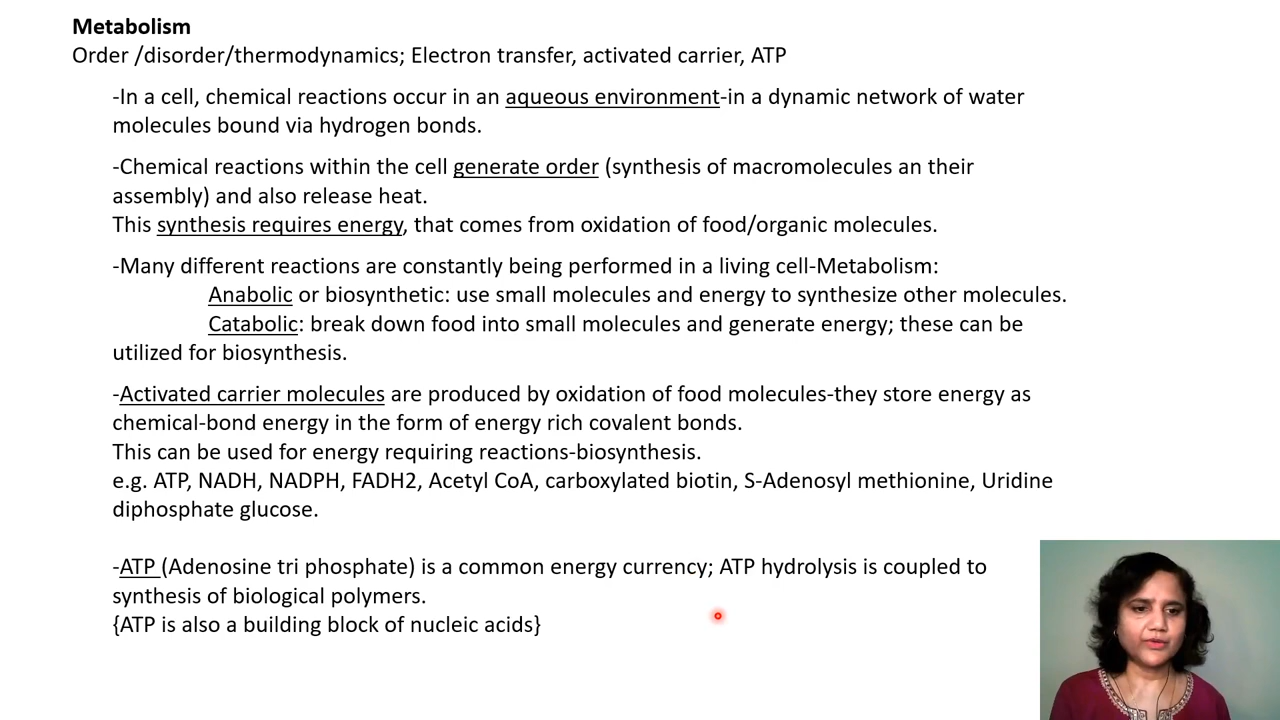 Metabolism
Order /disorder/thermodynamics; Electron transfer, activated carrier, ATP
-In a cell, chemical reactions occur in an aqueous environment-in a dynamic network of water
molecules bound via hydrogen bonds.
-Chemical reactions within the cell generate order (synthesis of macromolecules an their
assembly) and also release heat.
This synthesis requires energy, that comes from oxidation of food/organic molecules.
-Many different reactions are constantly being performed in a living cell-Metabolism:
Anabolic or biosynthetic: use small molecules and energy to synthesize other molecules.
Catabolic: break down food into small molecules and generate energy; these can be
utilized for biosynthesis.
-Activated carrier molecules are produced by oxidation of food molecules-they store energy as
chemical-bond energy in the form of energy rich covalent bonds.
This can be used for energy requiring reactions-biosynthesis.
e.g. ATP, NADH, NADPH, FADH2, Acetyl CoA, carboxylated biotin, S-Adenosyl methionine, Uridine
diphosphate glucose.
-ATP (Adenosine tri phosphate) is a common energy currency; ATP hydrolysis is coupled to
synthesis of biological polymers.
{ATP is also a building block of nucleic acids}